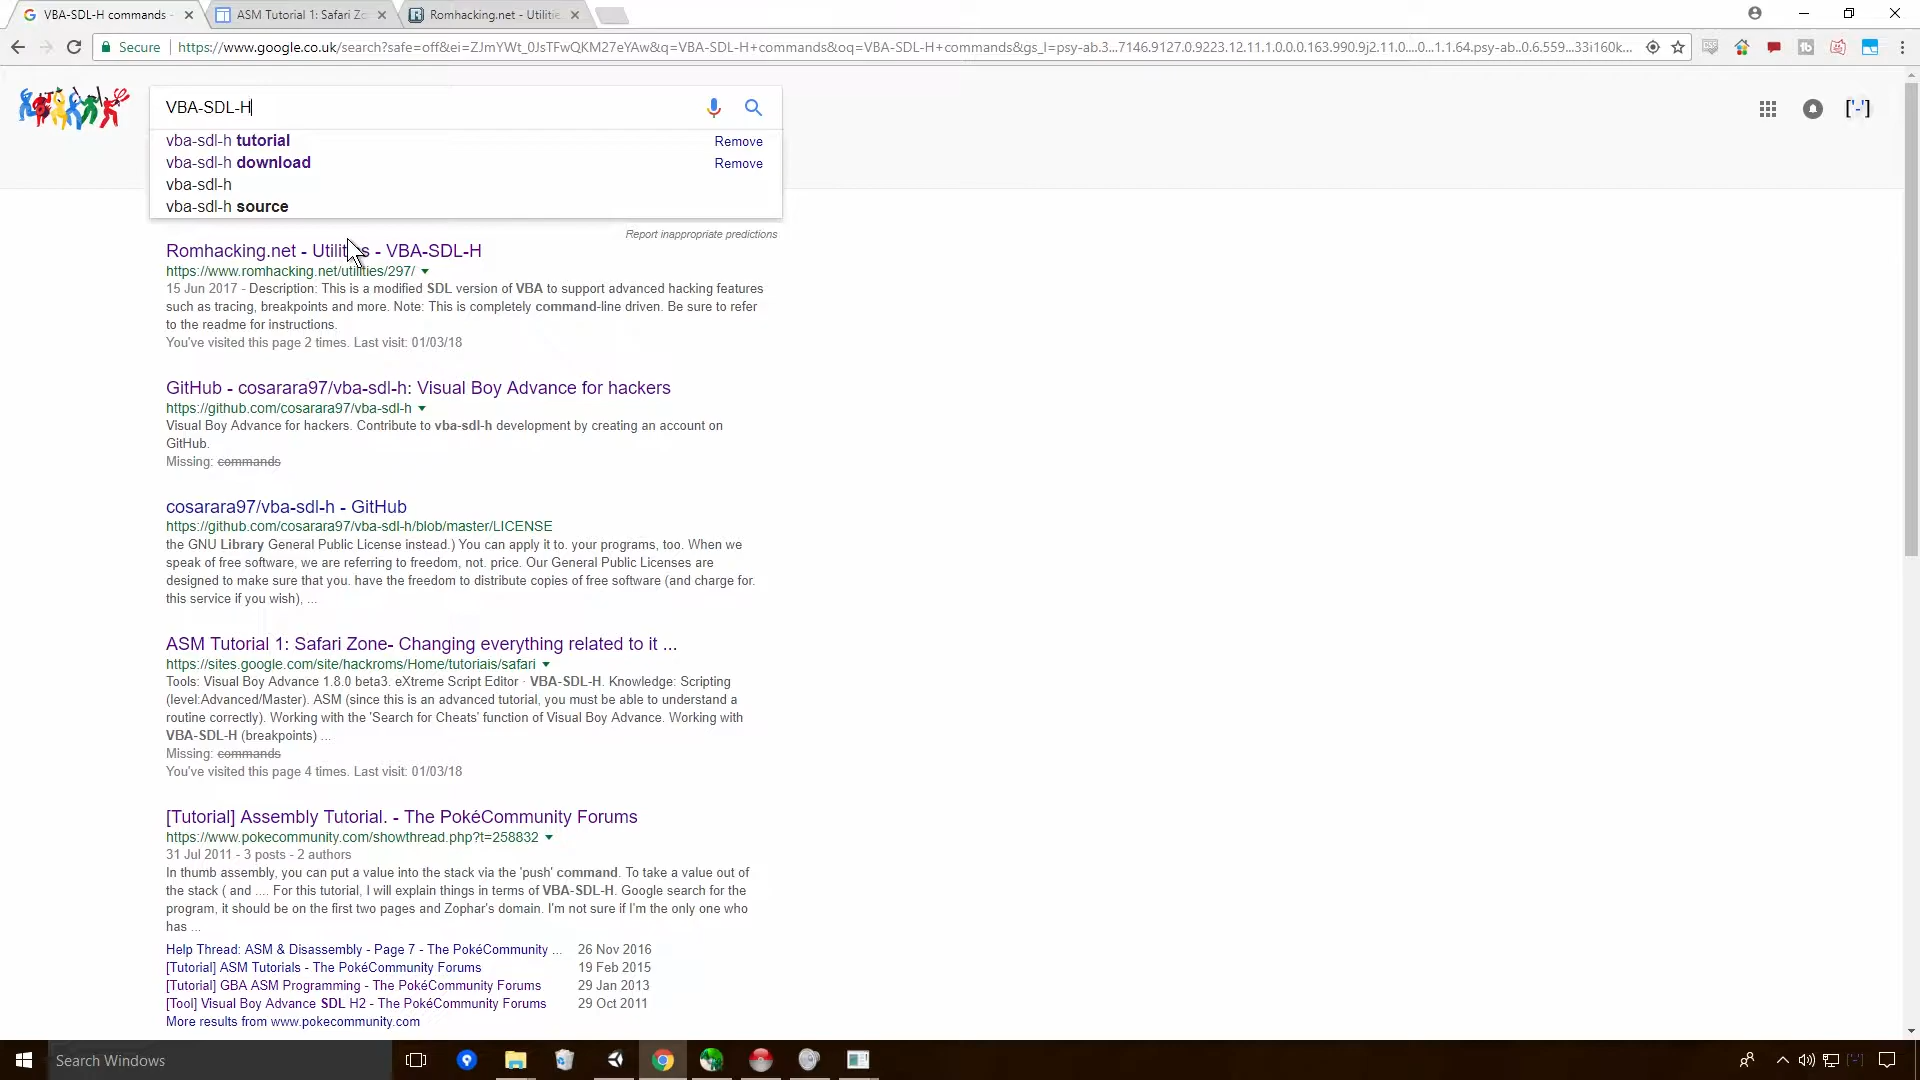 VBA-SDL-H commands -
ASM Tutorial 1: Safari Zo
Romhacking.net - Utilitie
Secure
https://www.google.co.uk/search?safe=off&ei=ZJmYWt_0JsTFwQKM27eYAw&q=VBA-SDL-H+commands&oq=VBA-SDL-H+commands&gs_l=psy-ab.3...7146.9127.0.9223.12.11.1.0.0.0.163.990.9j2.11.0....0...1.1.64.psy-ab..0.6.559...33i160k...
VBA-SDL-H
['-']
vba-sdl-h tutorial Remove
vba-sdl-h download Remove
vba-sdl-h
vba-sdl-h source
Report inappropriate predictions
Romhacking.net - Utilities - VBA-SDL-H
https://www.romhacking.net/utilities/297/
15 Jun 2017 - Description: This is a modified SDL version of VBA to support advanced hacking features
such as tracing, breakpoints and more. Note: This is completely command-line driven. Be sure to refer
to the readme for instructions.
You've visited this page 2 times. Last visit: 01/03/18
GitHub - cosarara97/vba-sdl-h: Visual Boy Advance for hackers
https://github.com/cosarara97/vba-sdl-h
Visual Boy Advance for hackers. Contribute to vba-sdl-h development by creating an account on
GitHub.
Missing: commands
cosarara97/vba-sdl-h - GitHub
https://github.com/cosarara97/vba-sdl-h/blob/master/LICENSE
the GNU Library General Public License instead.) You can apply it to. your programs, too. When we
speak of free software, we are referring to freedom, not. price. Our General Public Licenses are
designed to make sure that you. have the freedom to distribute copies of free software (and charge for.
this service if you wish), ...
ASM Tutorial 1: Safari Zone- Changing everything related to it ...
https://sites.google.com/site/hackroms/Home/tutoriais/safari
Tools: Visual Boy Advance 1.8.0 beta3. eXtreme Script Editor · VBA-SDL-H. Knowledge: Scripting
(level:Advanced/Master). ASM (since this is an advanced tutorial, you must be able to understand a
routine correctly). Working with the 'Search for Cheats' function of Visual Boy Advance. Working with
VBA-SDL-H (breakpoints) ...
Missing: commands
You've visited this page 4 times. Last visit: 01/03/18
[Tutorial] Assembly Tutorial. - The PokéCommunity Forums
https://www.pokecommunity.com/showthread.php?t=258832
31 Jul 2011 - 3 posts - 2 authors
In thumb assembly, you can put a value into the stack via the 'push' command. To take a value out of
the stack ( and .... For this tutorial, I will explain things in terms of VBA-SDL-H. Google search for the
program, it should be on the first two pages and Zophar's domain. I'm not sure if I'm the only one who
has ...
Help Thread: ASM & Disassembly - Page 7 - The PokéCommunity ... 26 Nov 2016
[Tutorial] ASM Tutorials - The PokéCommunity Forums 19 Feb 2015
[Tutorial] GBA ASM Programming - The PokéCommunity Forums 29 Jan 2013
[Tool] Visual Boy Advance SDL H2 - The PokéCommunity Forums 29 Oct 2011
More results from www.pokecommunity.com
Search Windows